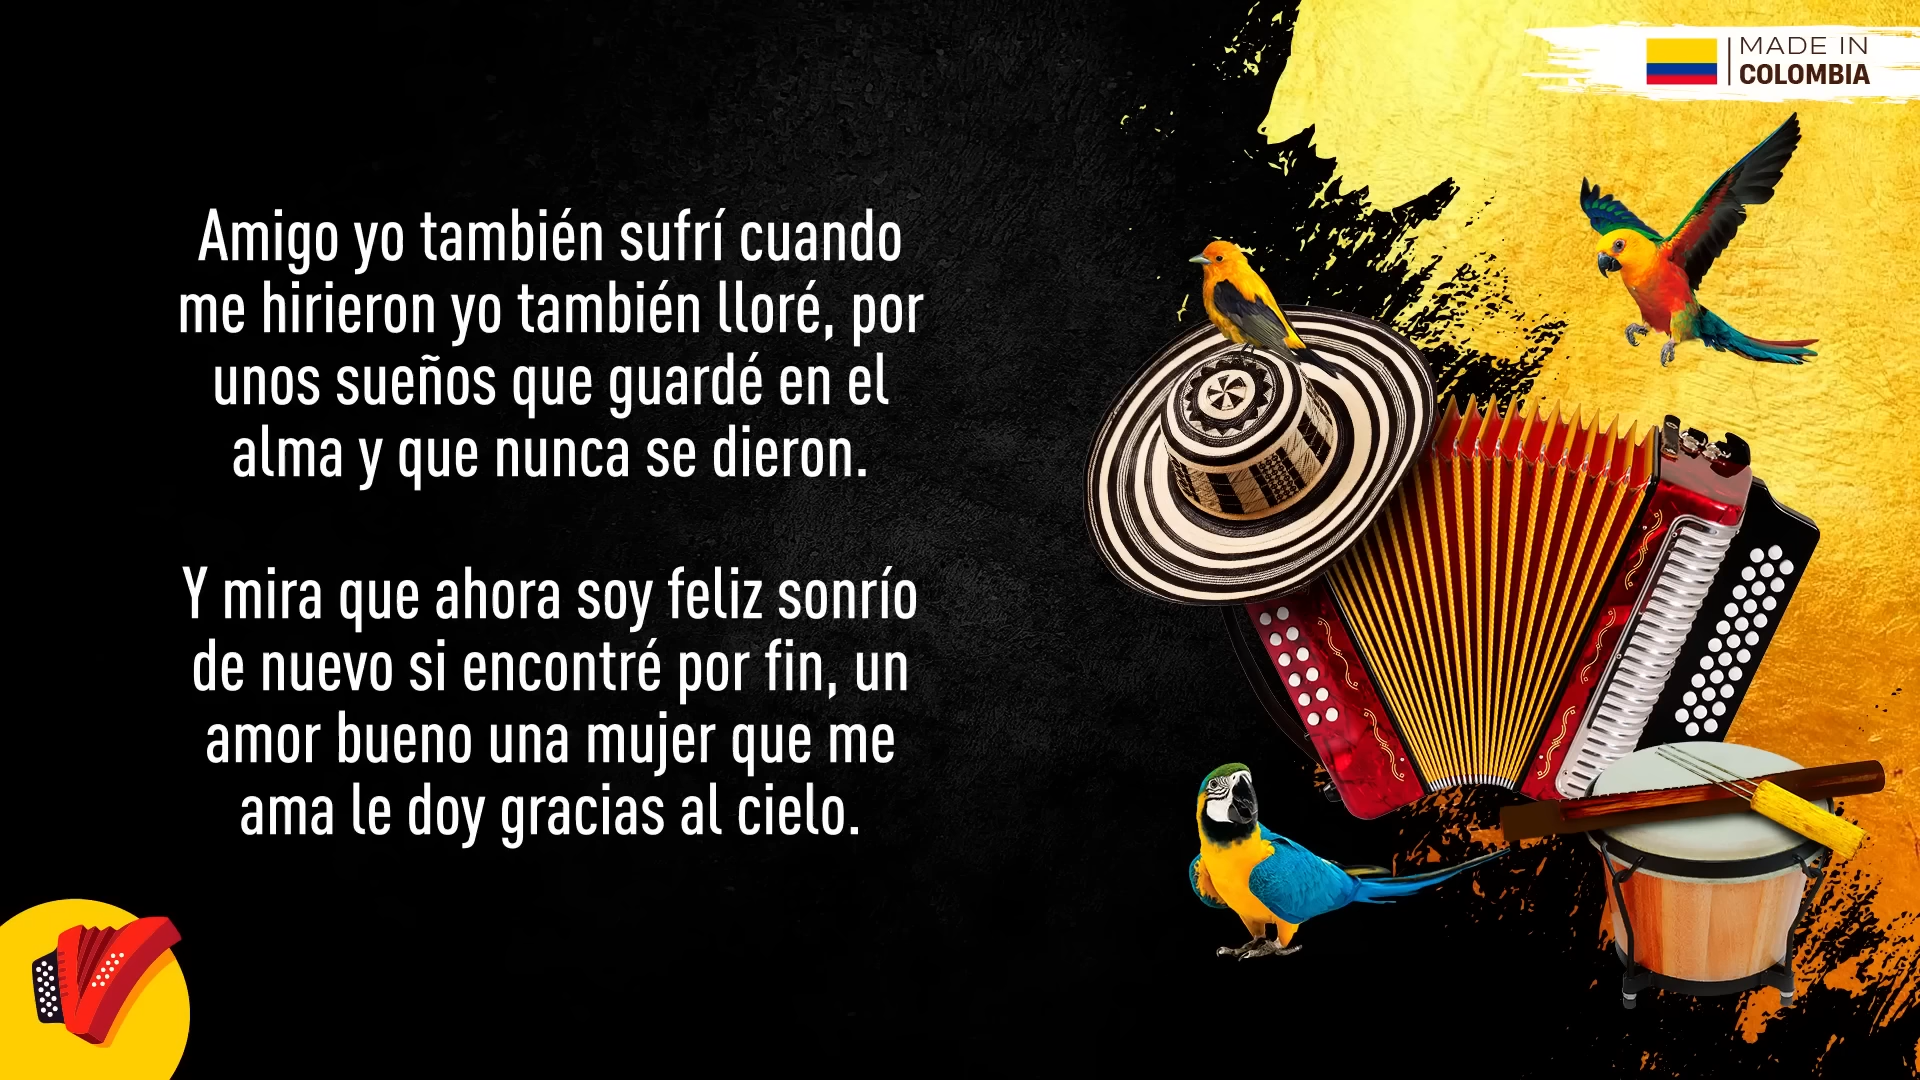 MADE IN
COLOMBIA
Amigo yo también sufrí cuando
me hirieron yo también lloré, por
unos sueños que guardé en el
alma y que nunca se dieron.
Y mira que ahora soy feliz sonrío
de nuevo si encontré por fin, un
amor bueno una mujer que me
ama le doy gracias al cielo.